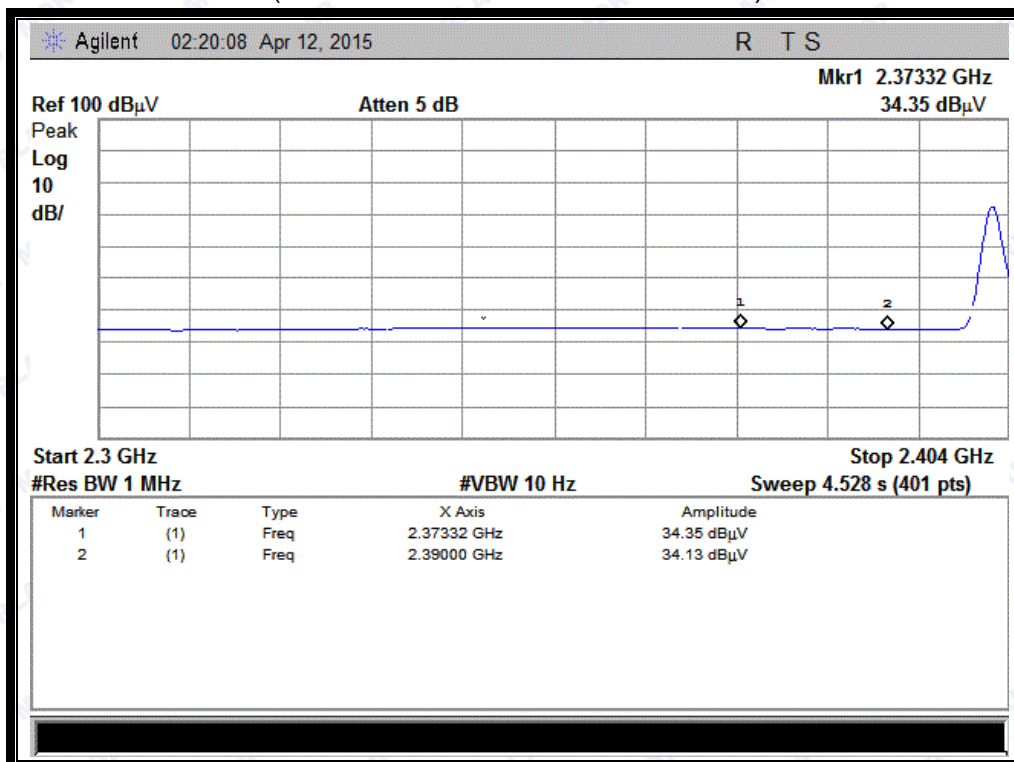 Agilent 02:20:08 Apr 12, 2015 R T S
Mkr1 2.37332 GHz
Ref 100 dBµV Atten 5 dB 34.35 dBµV
Peak
Log
10
dB/
1 2
Start 2.3 GHz Stop 2.404 GHz
#Res BW 1 MHz #VBW 10 Hz Sweep 4.528 s (401 pts)
Marker Trace Type X Axis Amplitude
1 (1) Freq 2.37332 GHz 34.35 dBµV
2 (1) Freq 2.39000 GHz 34.13 dBµV